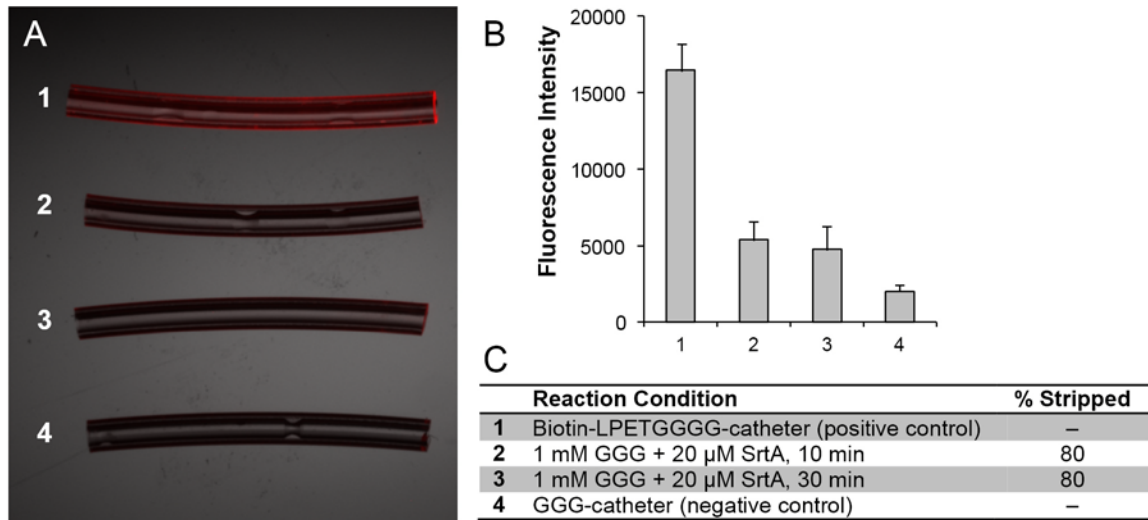 A
1
2
3
4
B
Fluorescence Intensity
20000
15000
10000
5000
0
1 2 3 4
C
Reaction Condition % Stripped
1 Biotin-LPETGGGG-catheter (positive control) –
2 1 mM GGG + 20 µM SrtA, 10 min 80
3 1 mM GGG + 20 µM SrtA, 30 min 80
4 GGG-catheter (negative control) –